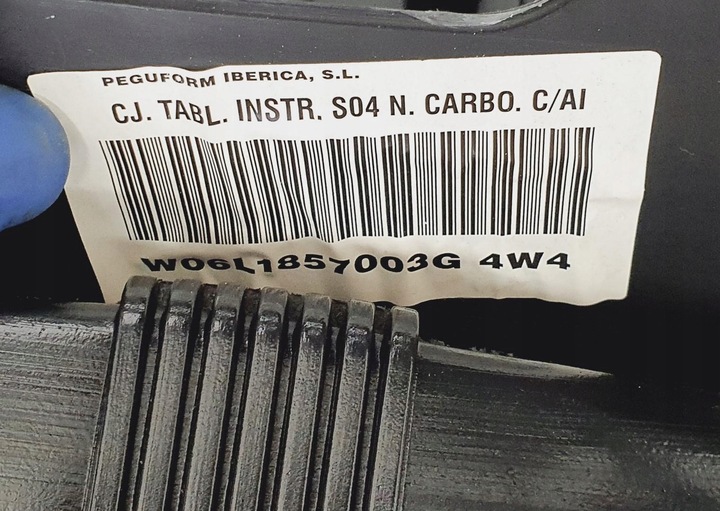 PEGUFORM IBERICA, S.L.
CJ. TABL. INSTR. S04 N. CARBO. C/AI
W06L1857003G 4W4